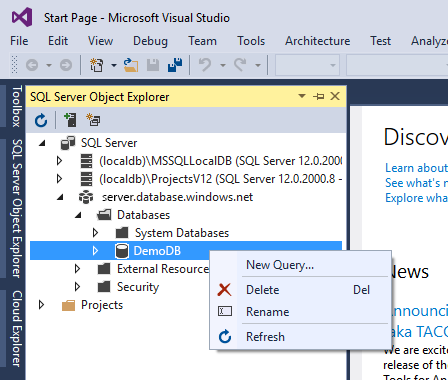 Start Page - Microsoft Visual Studio
File Edit View Debug Team Tools Architecture Test Analyze
Toolbox
SQL Server Object Explorer
Cloud Explorer
SQL Server Object Explorer
SQL Server
(localdb)\MSSQLLocalDB (SQL Server 12.0.2000
(localdb)\ProjectsV12 (SQL Server 12.0.2000.8 -
server.database.windows.net
Databases
System Databases
DemoDB
External Resource
Security
Projects
New Query...
Delete Del
Rename
Refresh
Discov
Learn about
See what's n
Explore wha
News
Announci
aka TACO
We are excite
release of th
Tools for A